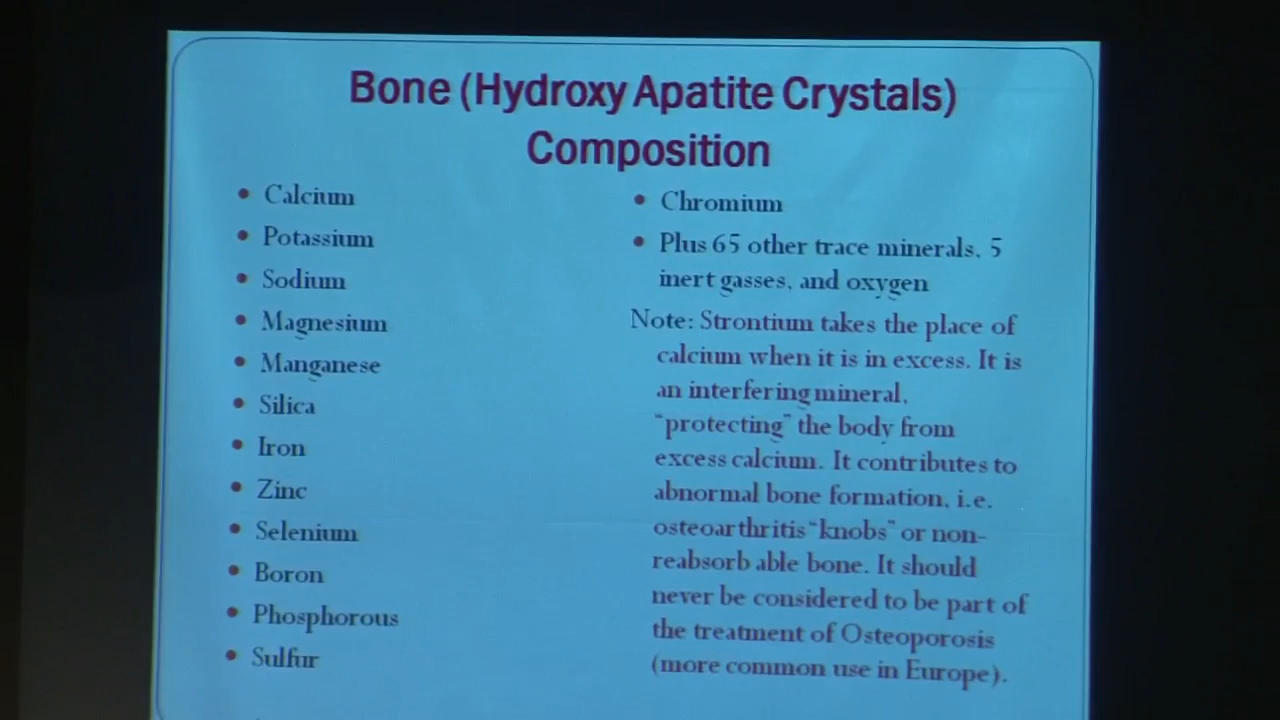 Bone (Hydroxy Apatite Crystals)
Composition
• Calcium
• Potassium
• Sodium
• Magnesium
• Manganese
• Silica
• Iron
• Zinc
• Selenium
• Boron
• Phosphorous
• Sulfur
• Chromium
• Plus 65 other trace minerals, 5
inert gasses, and oxygen
Note: Strontium takes the place of
calcium when it is in excess. It is
an interfering mineral,
"protecting" the body from
excess calcium. It contributes to
abnormal bone formation, i.e.
osteoarthritis "knobs" or non-
reabsorb able bone. It should
never be considered to be part of
the treatment of Osteoporosis
(more common use in Europe).